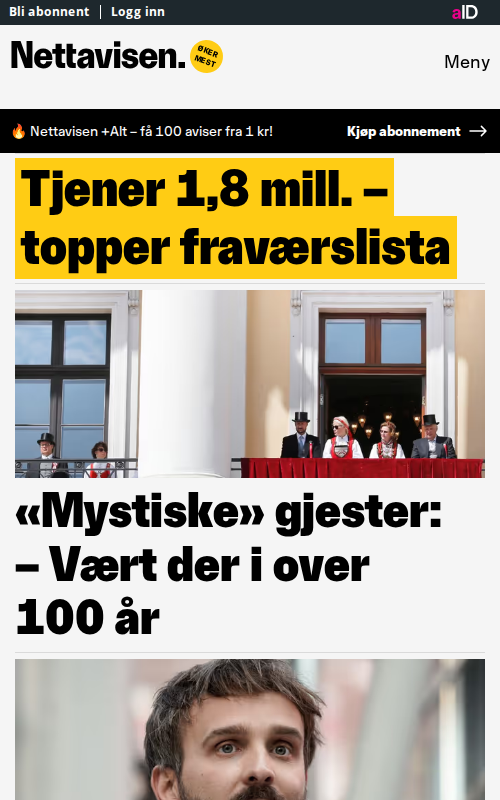 Bli abonnent | Logg inn
aID
Nettavisen.
ØKER
MEST
Meny
🔥 Nettavisen +Alt – få 100 aviser fra 1 kr!
Kjøp abonnement →
Tjener 1,8 mill. –
topper fraværslista
«Mystiske» gjester:
– Vært der i over
100 år